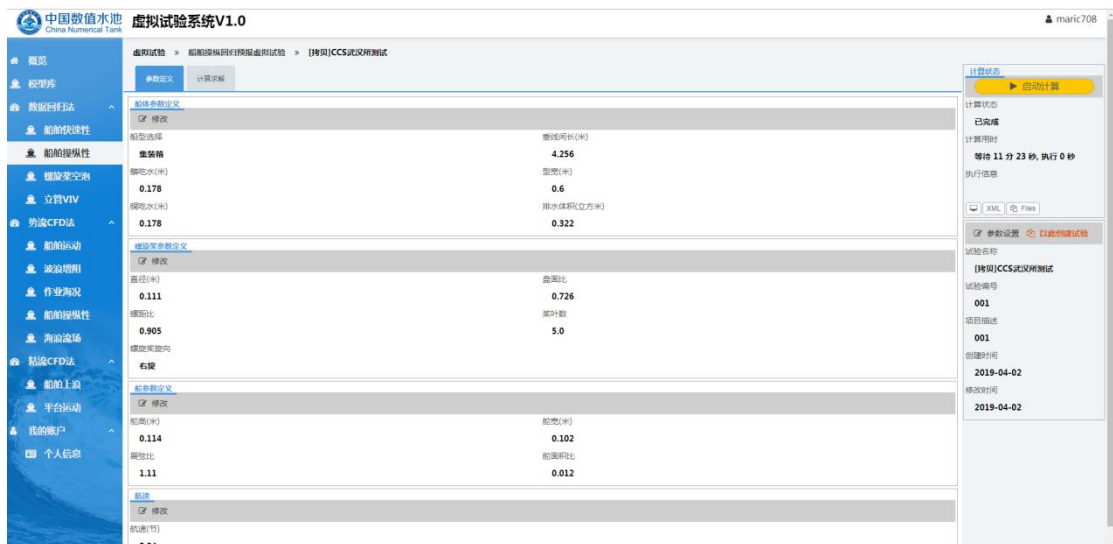 中国数值水池
China Numerical Tank
虚拟试验系统V1.0
maric708
概览
模型库
数据回归法
船舶快速性
船舶操纵性
螺旋桨空泡
立管VIV
势流CFD法
船舶运动
波浪增阻
作业海况
船舶操纵性
海浪流场
粘流CFD法
船舶上浪
平台运动
我的账户
个人信息
虚拟试验 » 船舶操纵回归预报虚拟试验 » [拷贝]CCS武汉所测试
参数定义 计算求解
船体参数定义
修改
船型选择 垂线间长(米)
集装箱 4.256
艏吃水(米) 型宽(米)
0.178 0.6
艉吃水(米) 排水体积(立方米)
0.178 0.322
螺旋桨参数定义
修改
直径(米) 盘面比
0.111 0.726
螺距比 桨叶数
0.905 5.0
螺旋桨旋向
右旋
舵参数定义
修改
舵高(米) 舵宽(米)
0.114 0.102
展弦比 舵面积比
1.11 0.012
航速
修改
航速(节)
计算状态
启动计算
计算状态
已完成
计算用时
等待 11 分 23 秒, 执行 0 秒
执行信息
XML Files
参数设置 以此创建试验
试验名称
[拷贝]CCS武汉所测试
试验编号
001
项目描述
001
创建时间
2019-04-02
修改时间
2019-04-02